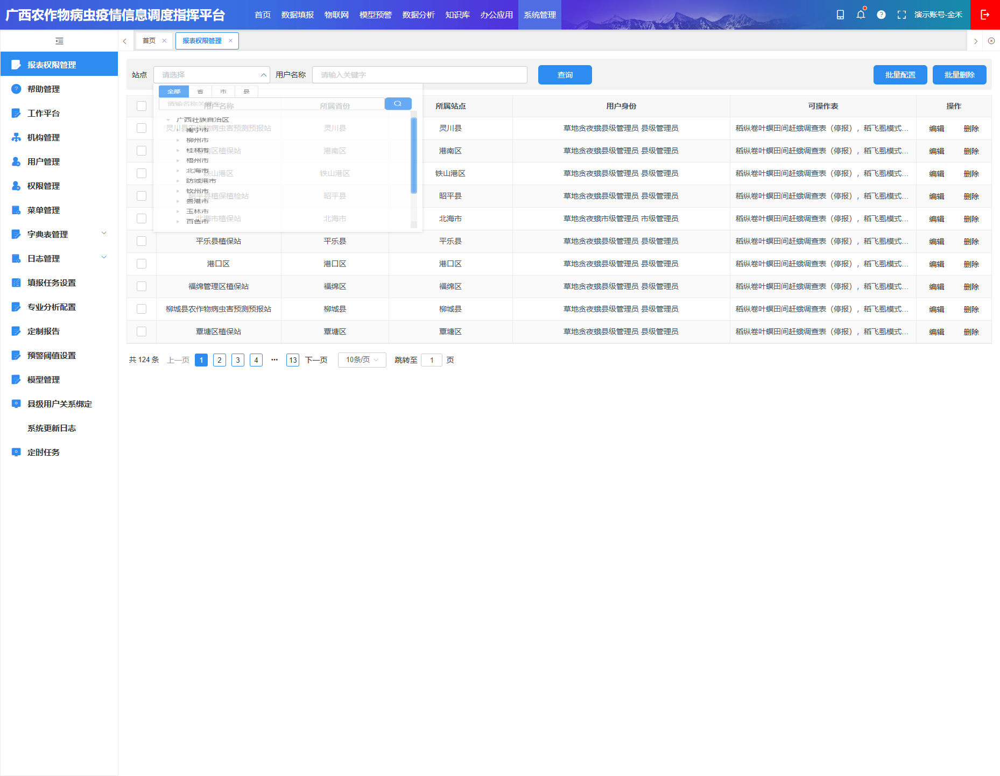 广西农作物病虫疫情信息调度指挥平台 首页 数据填报 物联网 模型预警 数据分析 知识库 办公应用 系统管理 演示账号-金禾
首页 报表权限管理
报表权限管理
帮助管理
工作平台
机构管理
用户管理
权限管理
菜单管理
字典表管理
日志管理
填报任务设置
专业分析配置
定制报告
预警阈值设置
模型管理
县级用户关系绑定
系统更新日志
定时任务
站点 请选择 用户名称 请输入关键字 查询 批量配置 批量删除
全部 省 市 县
请输名称关键字
广西壮族自治区
南宁市
柳州市
桂林市
梧州市
北海市
防城港市
钦州市
贵港市
玉林市
百色市
用户名称 所属省份 所属站点 用户身份 可操作表 操作
灵川县农作物病虫害预测预报站 灵川县 灵川县 草地贪夜蛾县级管理员 县级管理员 稻纵卷叶螟田间赶蛾调查表（停报），稻飞虱模式... 编辑 删除
港南区植保站 港南区 港南区 草地贪夜蛾县级管理员 县级管理员 稻纵卷叶螟田间赶蛾调查表（停报），稻飞虱模式... 编辑 删除
铁山港区 铁山港区 铁山港区 草地贪夜蛾县级管理员 县级管理员 稻纵卷叶螟田间赶蛾调查表（停报），稻飞虱模式... 编辑 删除
昭平县植保植检站 昭平县 昭平县 草地贪夜蛾县级管理员 县级管理员 稻纵卷叶螟田间赶蛾调查表（停报），稻飞虱模式... 编辑 删除
北海市植保站 北海市 北海市 草地贪夜蛾市级管理员 市级管理员 稻纵卷叶螟田间赶蛾调查表（停报），稻飞虱模式... 编辑 删除
平乐县植保站 平乐县 平乐县 草地贪夜蛾县级管理员 县级管理员 稻纵卷叶螟田间赶蛾调查表（停报），稻飞虱模式... 编辑 删除
港口区 港口区 港口区 草地贪夜蛾县级管理员 县级管理员 稻纵卷叶螟田间赶蛾调查表（停报），稻飞虱模式... 编辑 删除
福绵管理区植保站 福绵区 福绵区 草地贪夜蛾县级管理员 县级管理员 稻纵卷叶螟田间赶蛾调查表（停报），稻飞虱模式... 编辑 删除
柳城县农作物病虫害预测预报站 柳城县 柳城县 草地贪夜蛾县级管理员 县级管理员 稻纵卷叶螟田间赶蛾调查表（停报），稻飞虱模式... 编辑 删除
覃塘区植保站 覃塘区 覃塘区 草地贪夜蛾县级管理员 县级管理员 稻纵卷叶螟田间赶蛾调查表（停报），稻飞虱模式... 编辑 删除
共 124 条 上一页 1 2 3 4 ••• 13 下一页 10条/页 跳转至 1 页